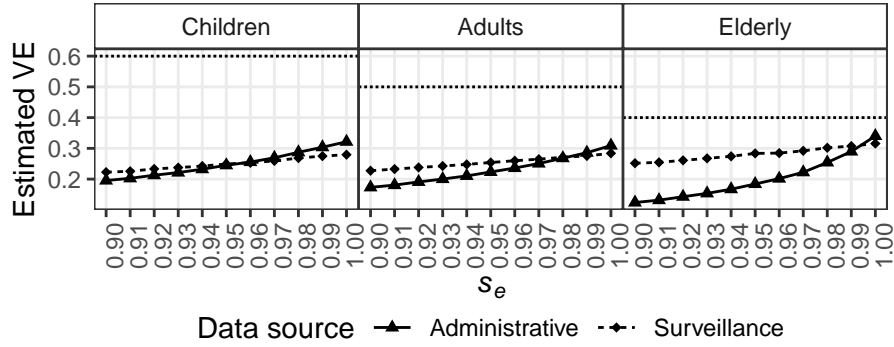 Children Adults Elderly
Estimated VE
0.6
0.5
0.4
0.3
0.2
0.90 0.91 0.92 0.93 0.94 0.95 0.96 0.97 0.98 0.99 1.00 0.90 0.91 0.92 0.93 0.94 0.95 0.96 0.97 0.98 0.99 1.00 0.90 0.91 0.92 0.93 0.94 0.95 0.96 0.97 0.98 0.99 1.00
se
Data source Administrative Surveillance